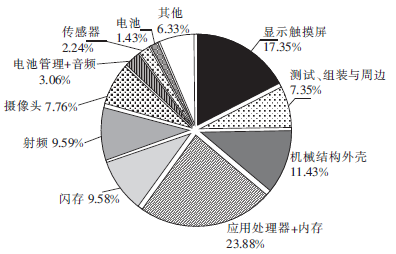 显示触摸屏
17.35%
测试、组装与周边
7.35%
机械结构外壳
11.43%
应用处理器+内存
23.88%
闪存 9.58%
射频 9.59%
摄像头 7.76%
电池管理+音频
3.06%
传感器
2.24%
电池
1.43%
其他
6.33%